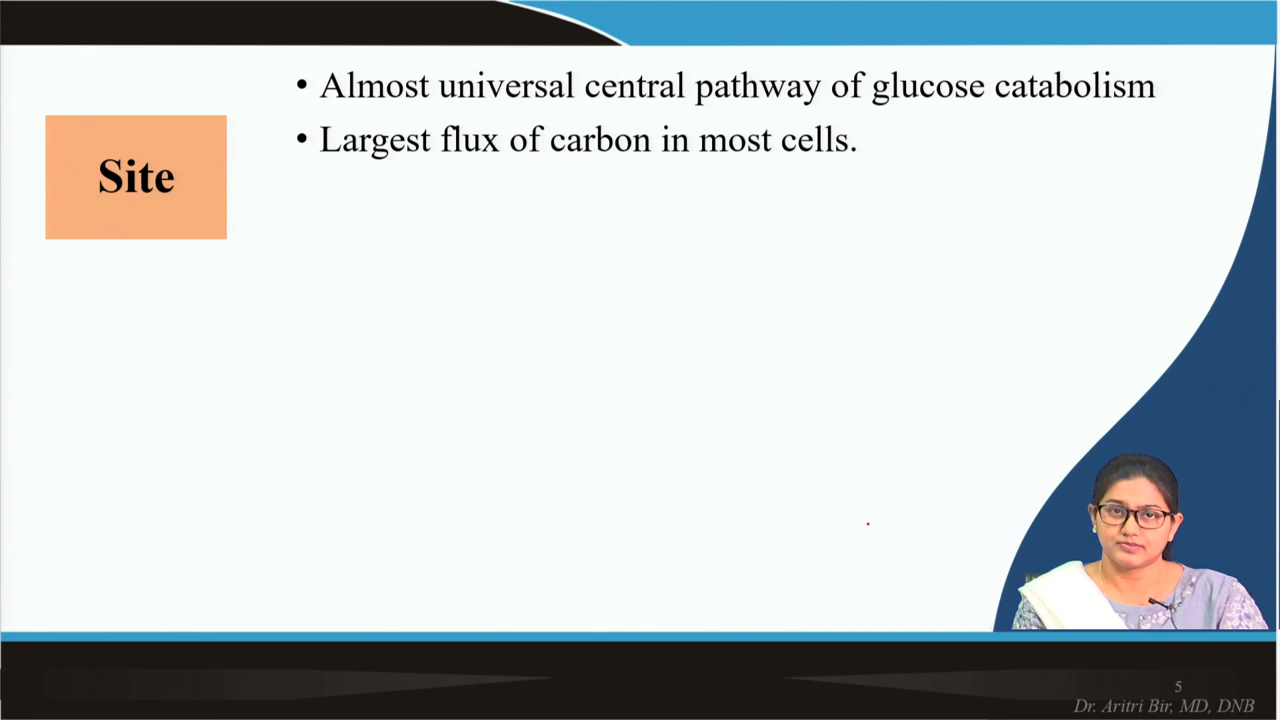 • Almost universal central pathway of glucose catabolism
• Largest flux of carbon in most cells.
Site
5
Dr. Aritri Bir, MD, DNB